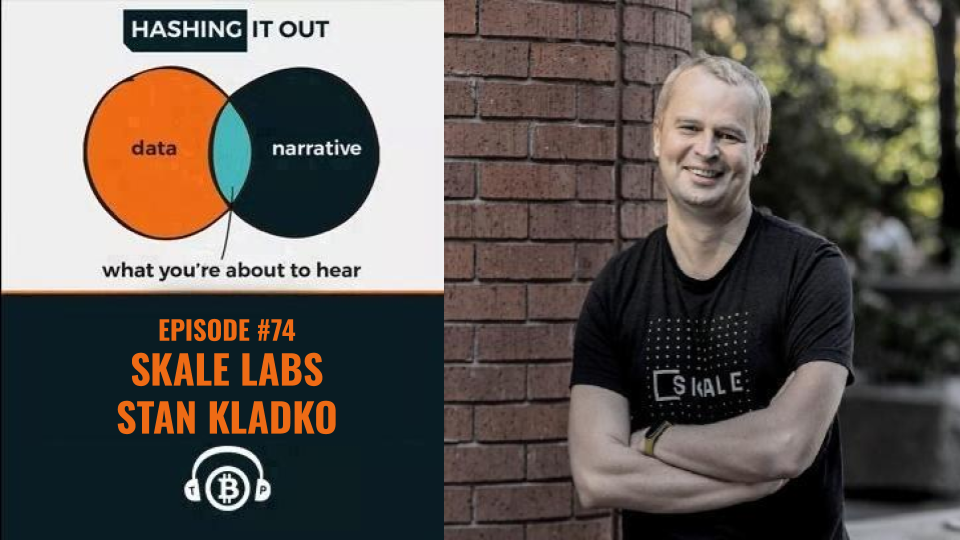 HASHING IT OUT
data
narrative
what you're about to hear
EPISODE #74
SKALE LABS
STAN KLADKO
T
B
P
SKALE